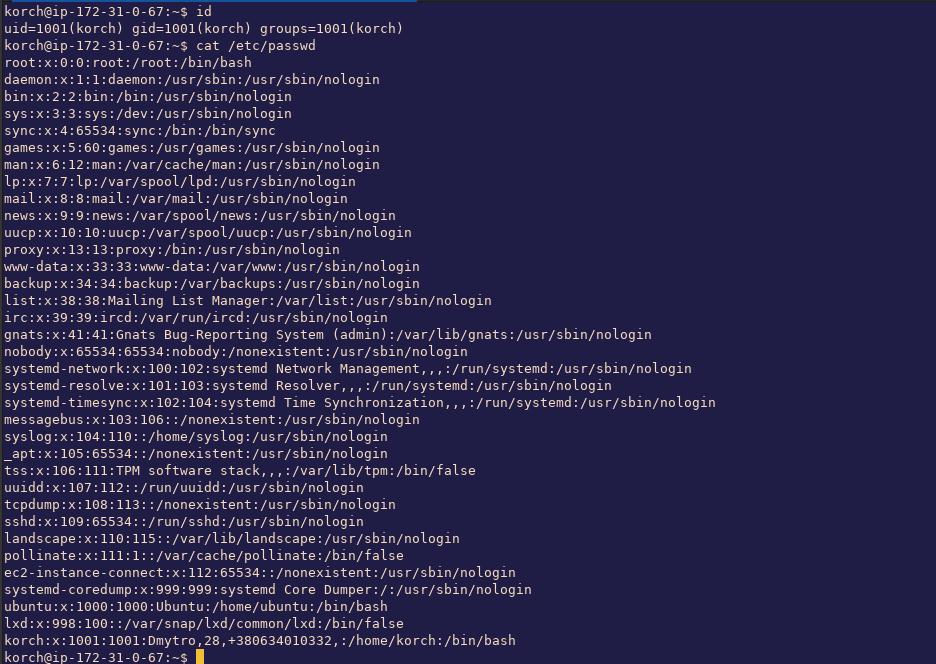 korch@ip-172-31-0-67:~$ id
uid=1001(korch) gid=1001(korch) groups=1001(korch)
korch@ip-172-31-0-67:~$ cat /etc/passwd
root:x:0:0:root:/root:/bin/bash
daemon:x:1:1:daemon:/usr/sbin:/usr/sbin/nologin
bin:x:2:2:bin:/bin:/usr/sbin/nologin
sys:x:3:3:sys:/dev:/usr/sbin/nologin
sync:x:4:65534:sync:/bin:/bin/sync
games:x:5:60:games:/usr/games:/usr/sbin/nologin
man:x:6:12:man:/var/cache/man:/usr/sbin/nologin
lp:x:7:7:lp:/var/spool/lpd:/usr/sbin/nologin
mail:x:8:8:mail:/var/mail:/usr/sbin/nologin
news:x:9:9:news:/var/spool/news:/usr/sbin/nologin
uucp:x:10:10:uucp:/var/spool/uucp:/usr/sbin/nologin
proxy:x:13:13:proxy:/bin:/usr/sbin/nologin
www-data:x:33:33:www-data:/var/www:/usr/sbin/nologin
backup:x:34:34:backup:/var/backups:/usr/sbin/nologin
list:x:38:38:Mailing List Manager:/var/list:/usr/sbin/nologin
irc:x:39:39:ircd:/var/run/ircd:/usr/sbin/nologin
gnats:x:41:41:Gnats Bug-Reporting System (admin):/var/lib/gnats:/usr/sbin/nologin
nobody:x:65534:65534:nobody:/nonexistent:/usr/sbin/nologin
systemd-network:x:100:102:systemd Network Management,,,:/run/systemd:/usr/sbin/nologin
systemd-resolve:x:101:103:systemd Resolver,,,:/run/systemd:/usr/sbin/nologin
systemd-timesync:x:102:104:systemd Time Synchronization,,,:/run/systemd:/usr/sbin/nologin
messagebus:x:103:106::/nonexistent:/usr/sbin/nologin
syslog:x:104:110::/home/syslog:/usr/sbin/nologin
_apt:x:105:65534::/nonexistent:/usr/sbin/nologin
tss:x:106:111:TPM software stack,,,:/var/lib/tpm:/bin/false
uuidd:x:107:112::/run/uuidd:/usr/sbin/nologin
tcpdump:x:108:113::/nonexistent:/usr/sbin/nologin
sshd:x:109:65534::/run/sshd:/usr/sbin/nologin
landscape:x:110:115::/var/lib/landscape:/usr/sbin/nologin
pollinate:x:111:1::/var/cache/pollinate:/bin/false
ec2-instance-connect:x:112:65534::/nonexistent:/usr/sbin/nologin
systemd-coredump:x:999:999:systemd Core Dumper:/:/usr/sbin/nologin
ubuntu:x:1000:1000:Ubuntu:/home/ubuntu:/bin/bash
lxd:x:998:100::/var/snap/lxd/common/lxd:/bin/false
korch:x:1001:1001:Dmytro,28,+380634010332,:/home/korch:/bin/bash
korch@ip-172-31-0-67:~$